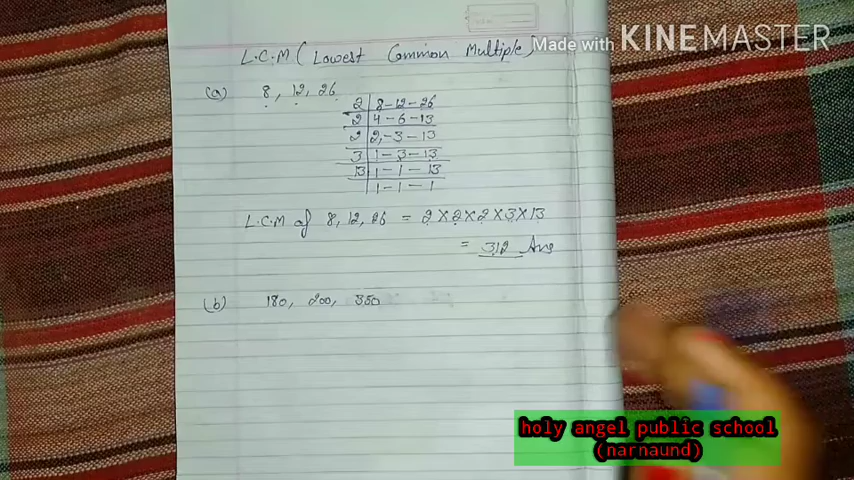 L.C.M (Lowest Common Multiple)
Made with KINEMASTER
(a) 8, 12, 26
2 | 8-12-26
2 | 4-6-13
2 | 2-3-13
3 | 1-3-13
13 | 1-1-13
1-1-1
L.C.M of 8, 12, 26 = 2×2×2×3×13
= 312 Ans
(b) 180, 200,
holy angel public school
(narnaund)